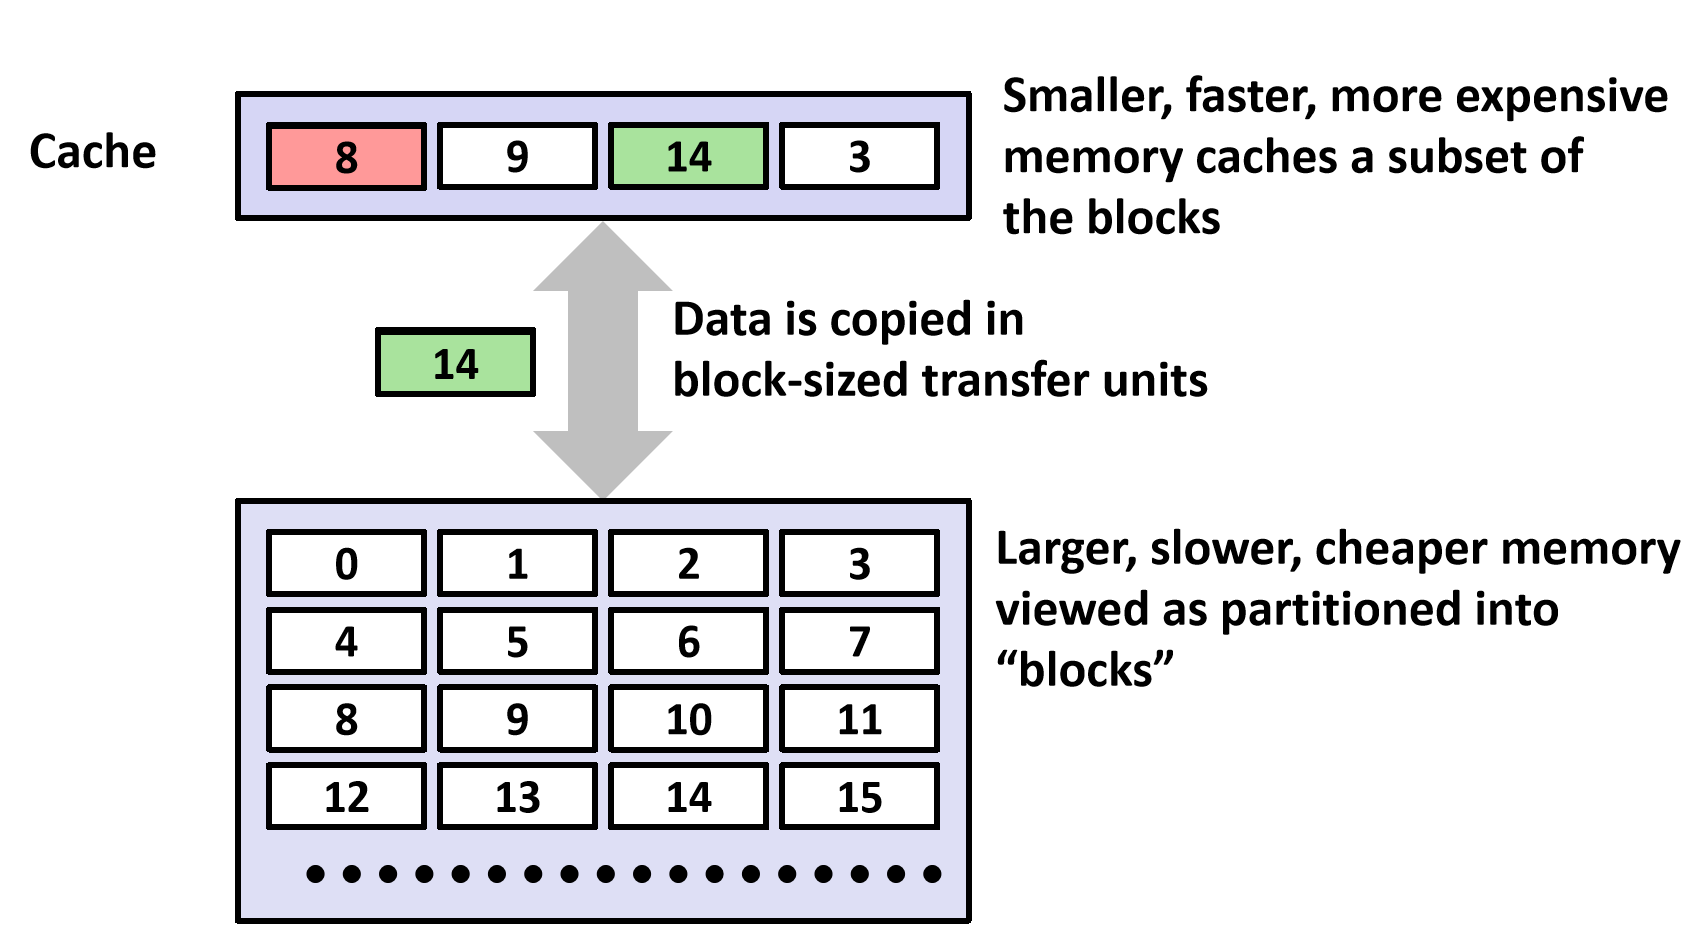 Cache
8 9 14 3
Smaller, faster, more expensive
memory caches a subset of
the blocks
14
Data is copied in
block-sized transfer units
0 1 2 3
4 5 6 7
8 9 10 11
12 13 14 15
Larger, slower, cheaper memory
viewed as partitioned into
“blocks”